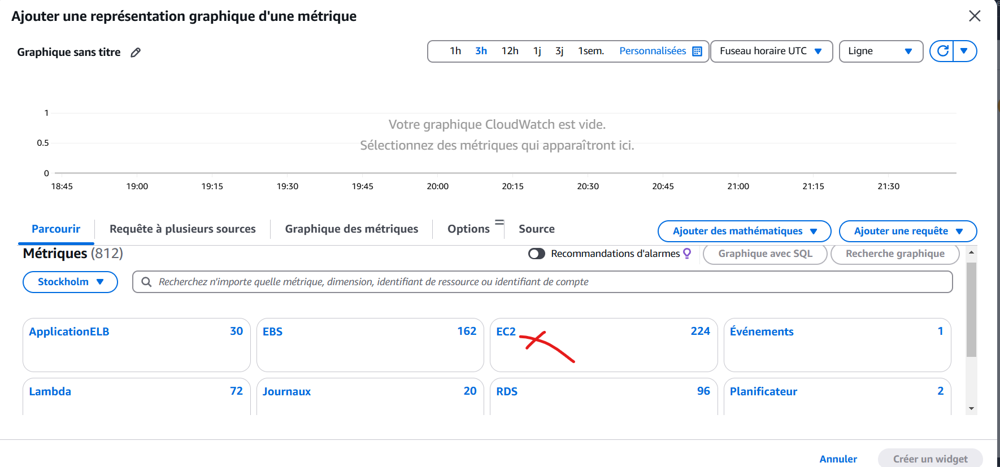 Ajouter une représentation graphique d'une métrique
Graphique sans titre
1h 3h 12h 1j 3j 1sem. Personnalisées Fuseau horaire UTC Ligne
1
Votre graphique CloudWatch est vide.
0.5
Sélectionnez des métriques qui apparaîtront ici.
0
18:45 19:00 19:15 19:30 19:45 20:00 20:15 20:30 20:45 21:00 21:15 21:30
Parcourir Requête à plusieurs sources Graphique des métriques Options Source Ajouter des mathématiques Ajouter une requête
Métriques (812) Recommandations d'alarmes Graphique avec SQL Recherche graphique
Stockholm Recherchez n'importe quelle métrique, dimension, identifiant de ressource ou identifiant de compte
ApplicationELB 30 EBS 162 EC2 224 Événements 1
Lambda 72 Journaux 20 RDS 96 Planificateur 2
Annuler Créer un widget